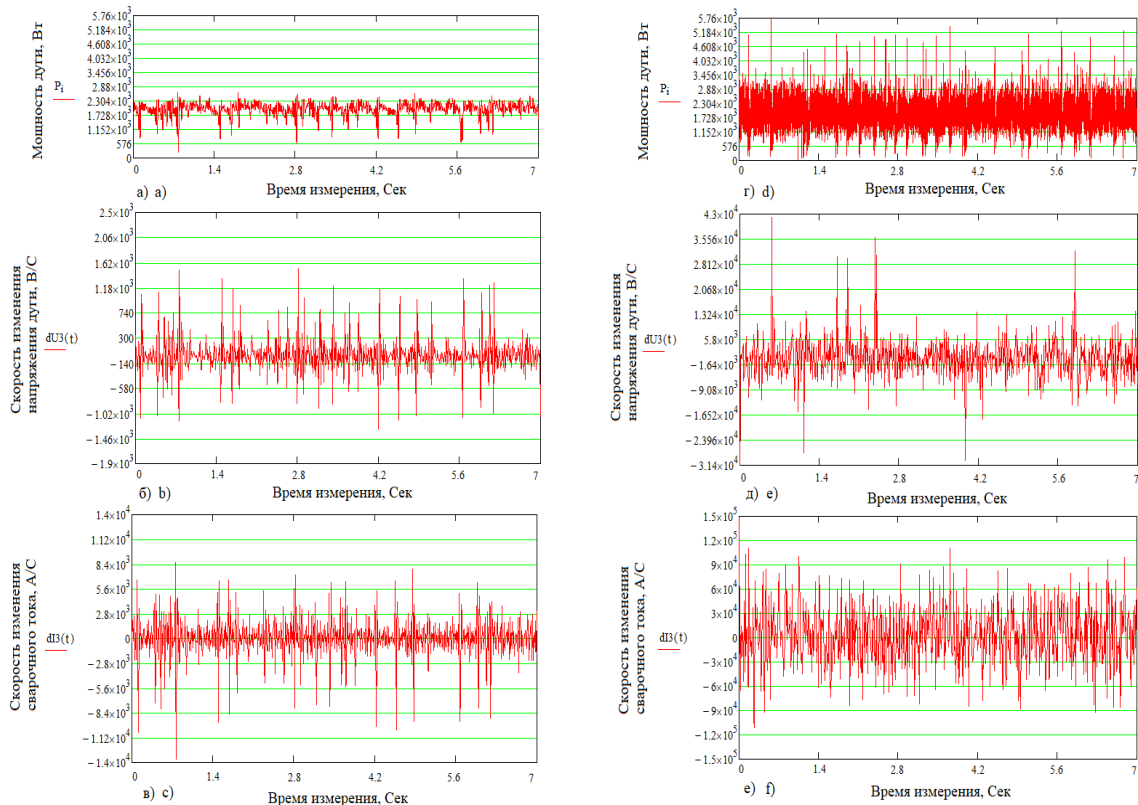 Мощность дуги, Вт
P i
5.76×10³
5.184×10³
4.608×10³
4.032×10³
3.456×10³
2.88×10³
2.304×10³
1.728×10³
1.152×10³
576
0
0 1.4 2.8 4.2 5.6 7
а) a) Время измерения, Сек
Мощность дуги, Вт
P i
5.76×10³
5.184×10³
4.608×10³
4.032×10³
3.456×10³
2.88×10³
2.304×10³
1.728×10³
1.152×10³
576
0
0 1.4 2.8 4.2 5.6 7
г) d) Время измерения, Сек
Скорость изменения
напряжения дуги, В/С
dU3(t)
2.5×10³
2.06×10³
1.62×10³
1.18×10³
740
300
−140
−580
−1.02×10³
−1.46×10³
−1.9×10³
0 1.4 2.8 4.2 5.6 7
Время измерения, Сек
б) b)
Скорость изменения
напряжения дуги, В/С
dU3(t)
4.3×10⁴
3.556×10⁴
2.812×10⁴
2.068×10⁴
1.324×10⁴
5.8×10³
−1.64×10³
−9.08×10³
−1.652×10⁴
−2.396×10⁴
−3.14×10⁴
0 1.4 2.8 4.2 5.6 7
д) e) Время измерения, Сек
Скорость изменения
сварочного тока, А/С
dI3(t)
1.4×10⁴
1.12×10⁴
8.4×10³
5.6×10³
2.8×10³
0
−2.8×10³
−5.6×10³
−8.4×10³
−1.12×10⁴
−1.4×10⁴
0 1.4 2.8 4.2 5.6 7
в) c) Время измерения, Сек
Скорость изменения
сварочного тока, А/С
dI3(t)
1.5×10⁵
1.2×10⁵
9×10⁴
6×10⁴
3×10⁴
0
−3×10⁴
−6×10⁴
−9×10⁴
−1.2×10⁵
−1.5×10⁵
0 1.4 2.8 4.2 5.6 7
е) f) Время измерения, Сек